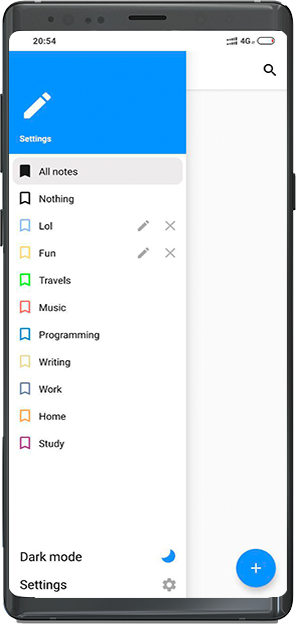 20:54
4G
Settings
All notes
Nothing
Lol
Fun
Travels
Music
Programming
Writing
Work
Home
Study
Dark mode
Settings